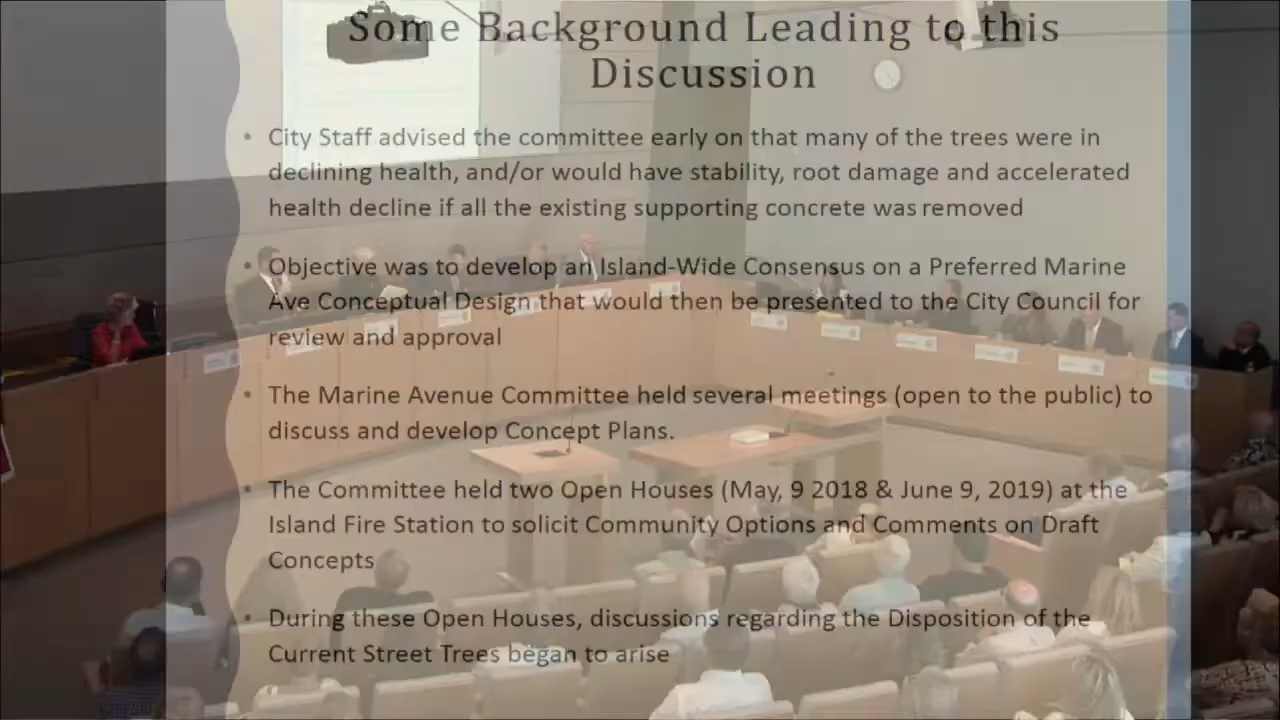 Some Background Leading to this
Discussion
• City Staff advised the committee early on that many of the trees were in
declining health, and/or would have stability, root damage and accelerated
health decline if all the existing supporting concrete was removed
• Objective was to develop an Island-Wide Consensus on a Preferred Marine
Ave Conceptual Design that would then be presented to the City Council for
review and approval
• The Marine Avenue Committee held several meetings (open to the public) to
discuss and develop Concept Plans.
• The Committee held two Open Houses (May, 9 2018 & June 9, 2019) at the
Island Fire Station to solicit Community Options and Comments on Draft
Concepts
• During these Open Houses, discussions regarding the Disposition of the
Current Street Trees began to arise